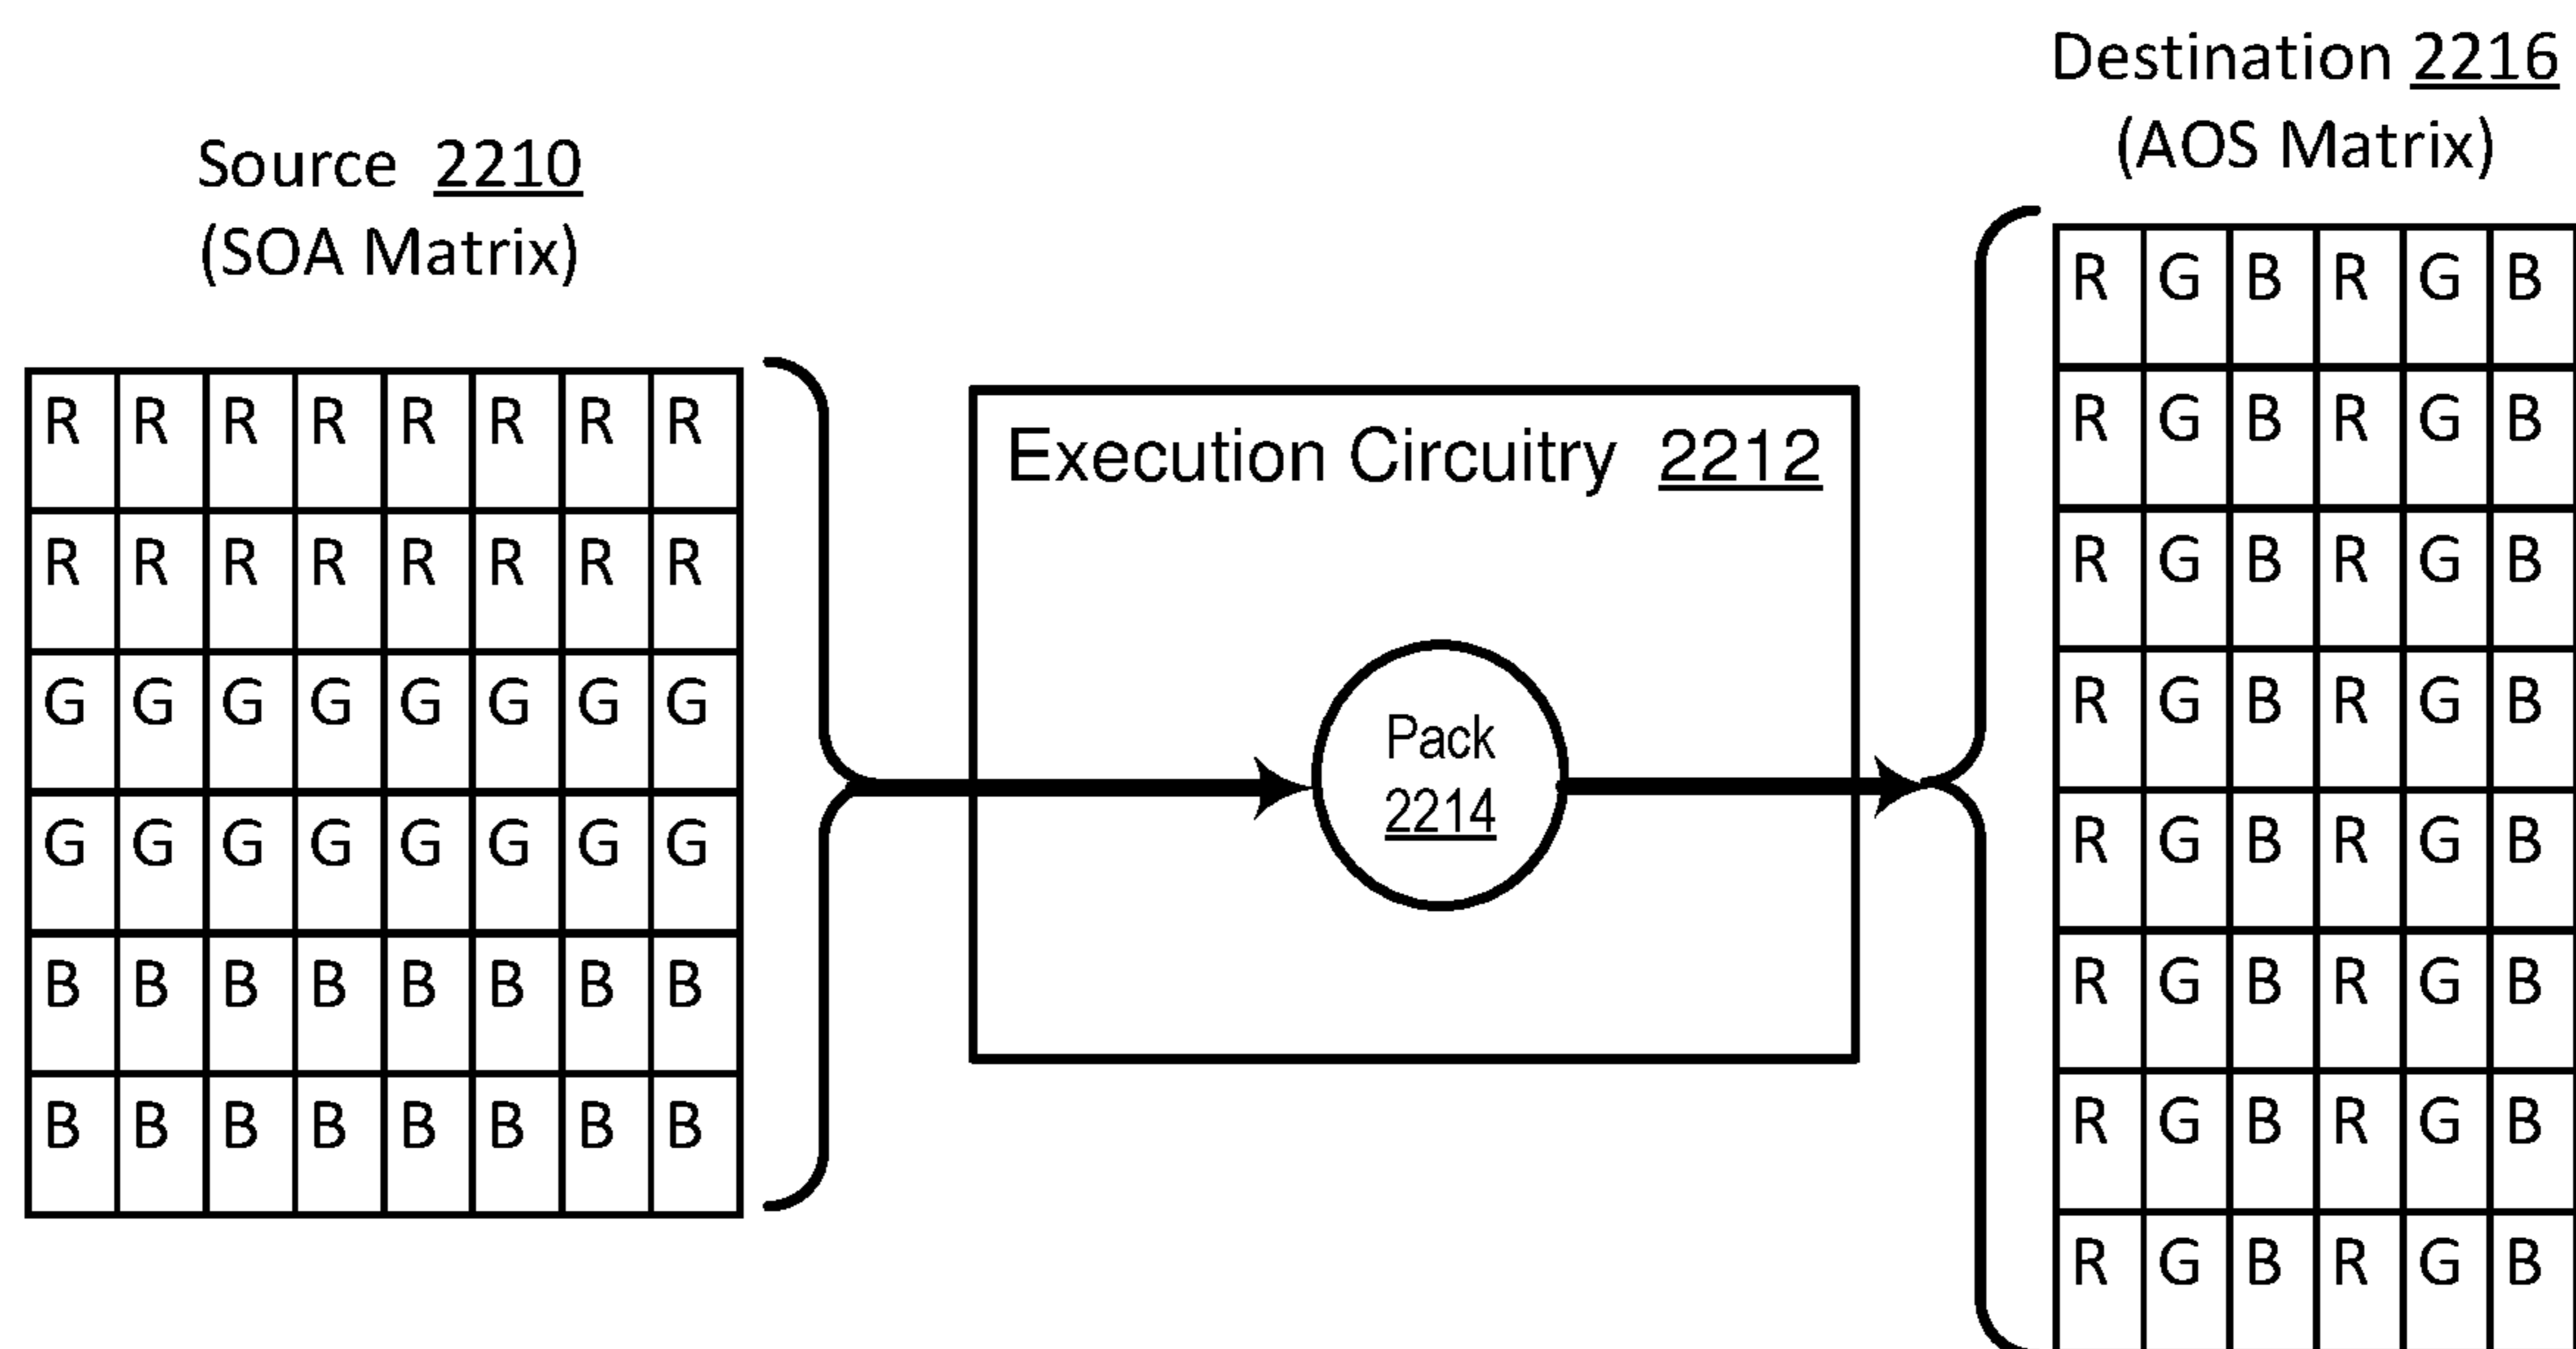 Source 2210
(SOA Matrix)
R R R R R R R R
R R R R R R R R
G G G G G G G G
G G G G G G G G
B B B B B B B B
B B B B B B B B
Execution Circuitry 2212
Pack
2214
Destination 2216
(AOS Matrix)
R G B R G B
R G B R G B
R G B R G B
R G B R G B
R G B R G B
R G B R G B
R G B R G B
R G B R G B